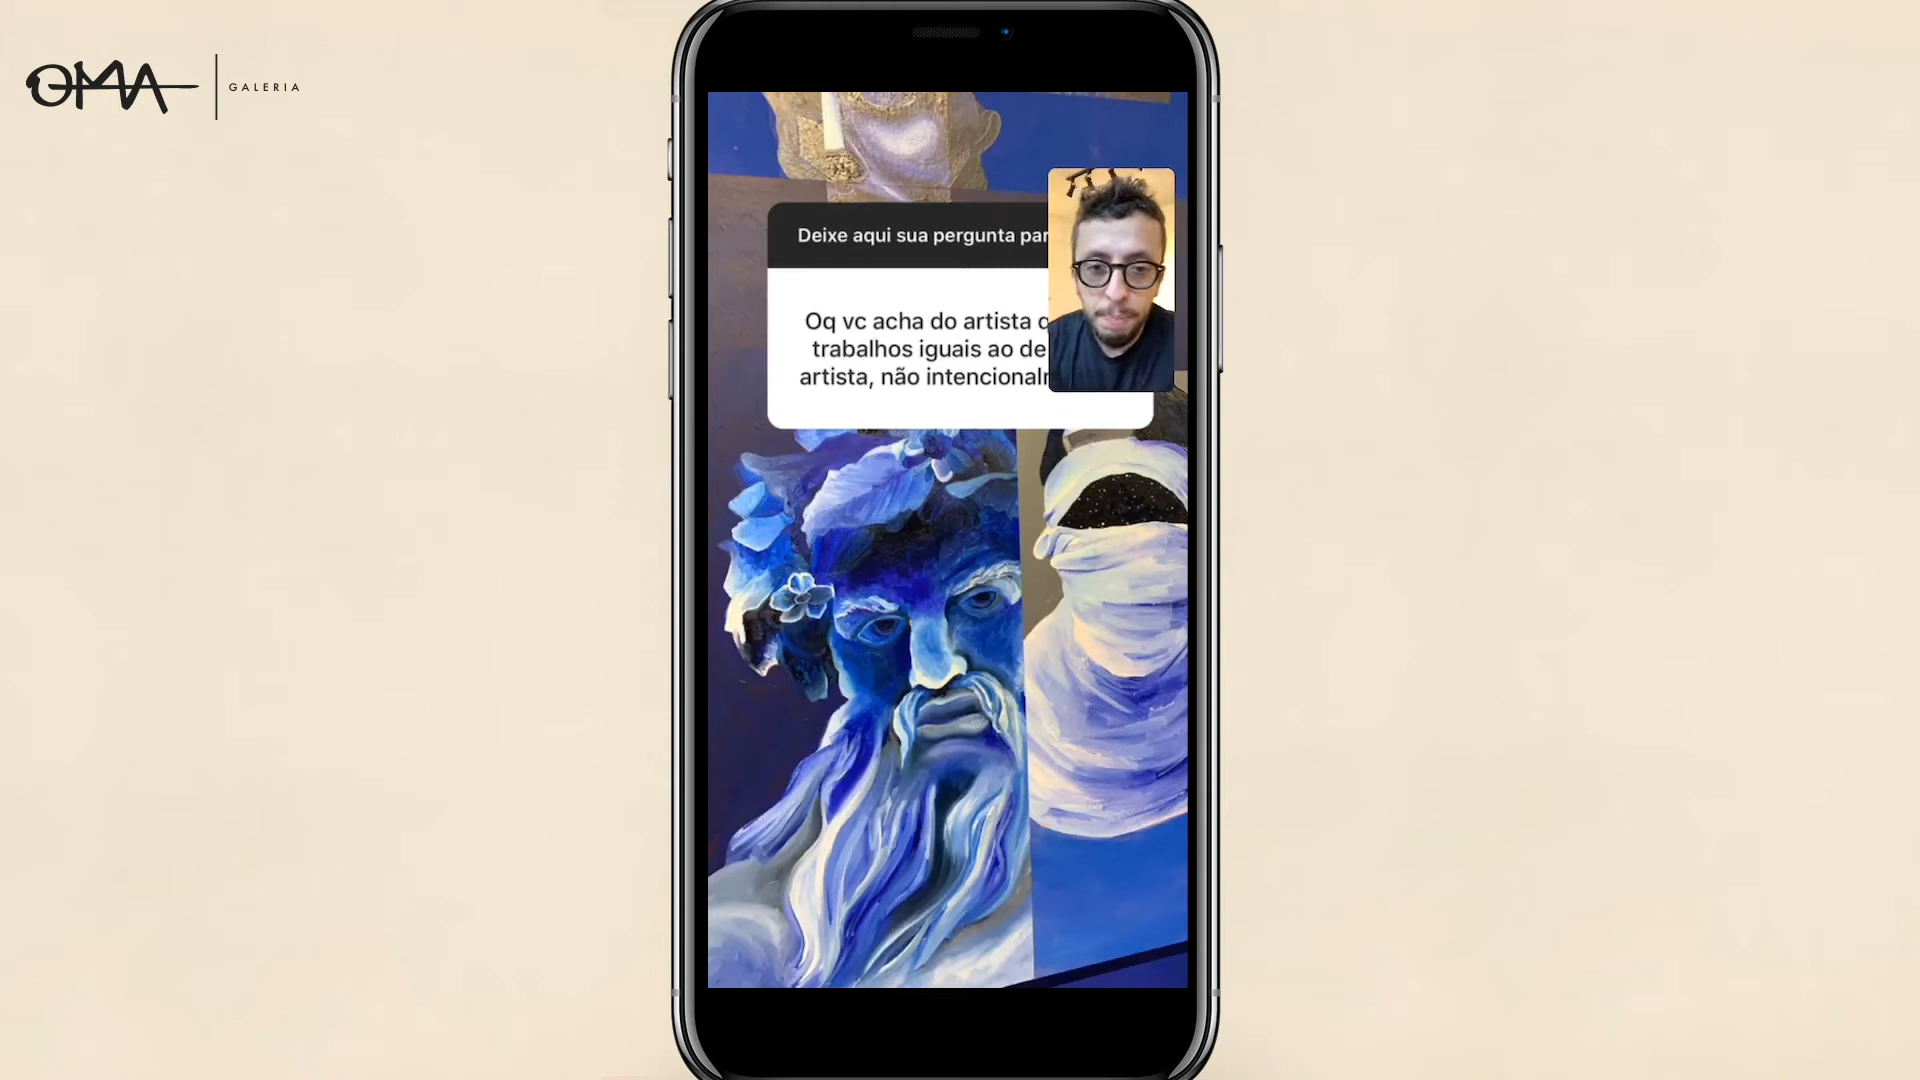 OMA
GALERIA
Deixe aqui sua pergunta par
Oq vc acha do artista
trabalhos iguais ao de
artista, não intencional